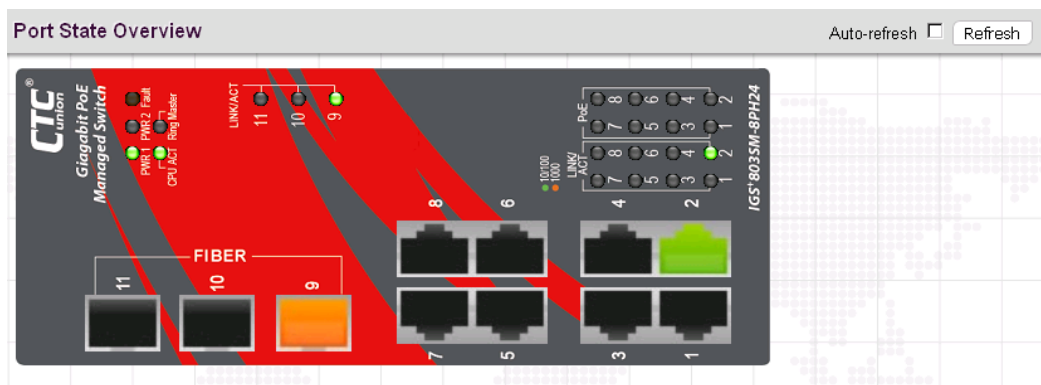 Port State Overview
Auto-refresh
Refresh
CTC®
union
Giagabit PoE
Managed Switch
Fault
PWR 2
Ring Master
PWR 1
CPU ACT
LINK/ACT
11
10
9
PoE
8 6 4 2
7 5 3 1
10/100
1000
LINK/
ACT
8 6 4 2
7 5 3 1
IGS+803SM-8PH24
FIBER
11 10 9
8 6 4 2
7 5 3 1